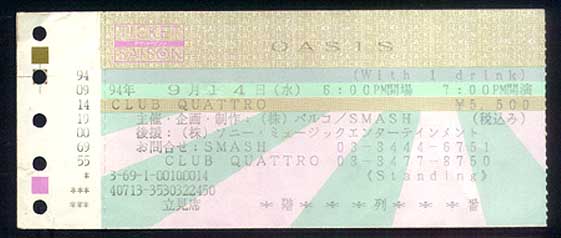 TICKET
SAISON
OASIS
(With 1 drink)
94年 9月14日(水) 6:00PM開場 7:00PM開演
CLUB QUATTRO ¥5,500
主催・企画・制作:(株)パルコ/SMASH (税込み)
後援:(株)ソニー・ミュージックエンターテインメント
お問合せ:SMASH 03-3444-6751
CLUB QUATTRO 03-3477-8750
3-69-1-00100014 《Standing》
40713-3530322450
立見席 *階****列****番
94
09
14
19
00
69
55
*
***
***